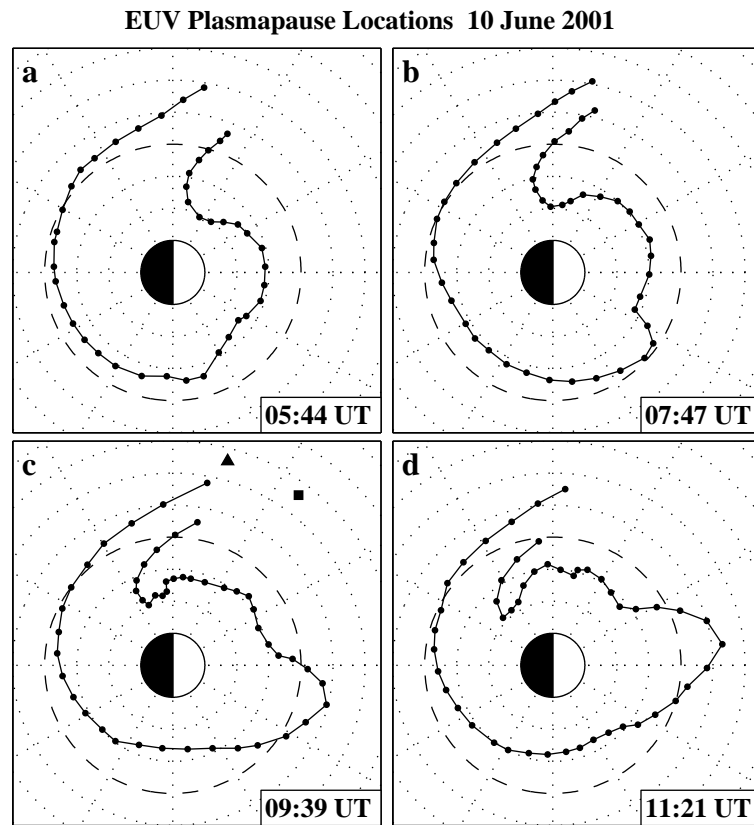 EUV Plasmapause Locations 10 June 2001
a
05:44 UT
b
07:47 UT
c
09:39 UT
d
11:21 UT